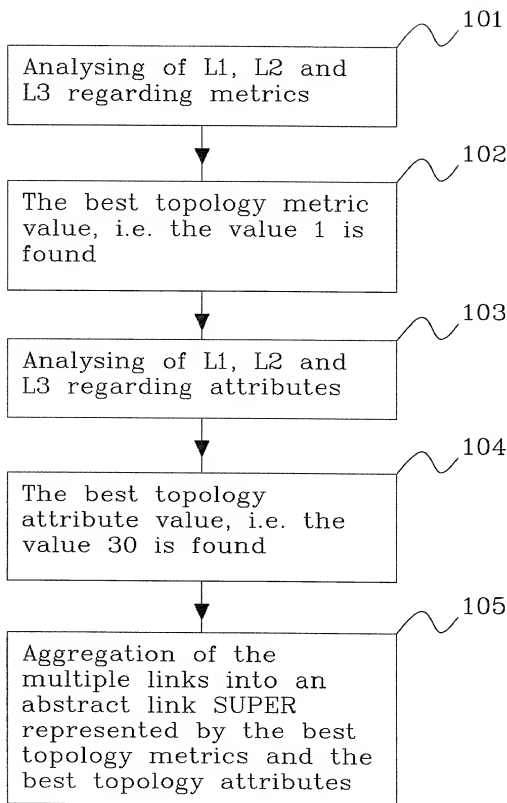 101
Analysing of L1, L2 and
L3 regarding metrics
102
The best topology metric
value, i.e. the value 1 is
found
103
Analysing of L1, L2 and
L3 regarding attributes
104
The best topology
attribute value, i.e. the
value 30 is found
105
Aggregation of the
multiple links into an
abstract link SUPER
represented by the best
topology metrics and the
best topology attributes